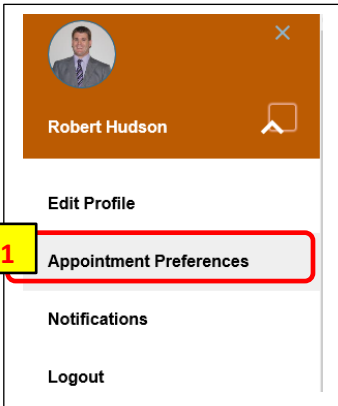 Robert Hudson
Edit Profile
1
Appointment Preferences
Notifications
Logout